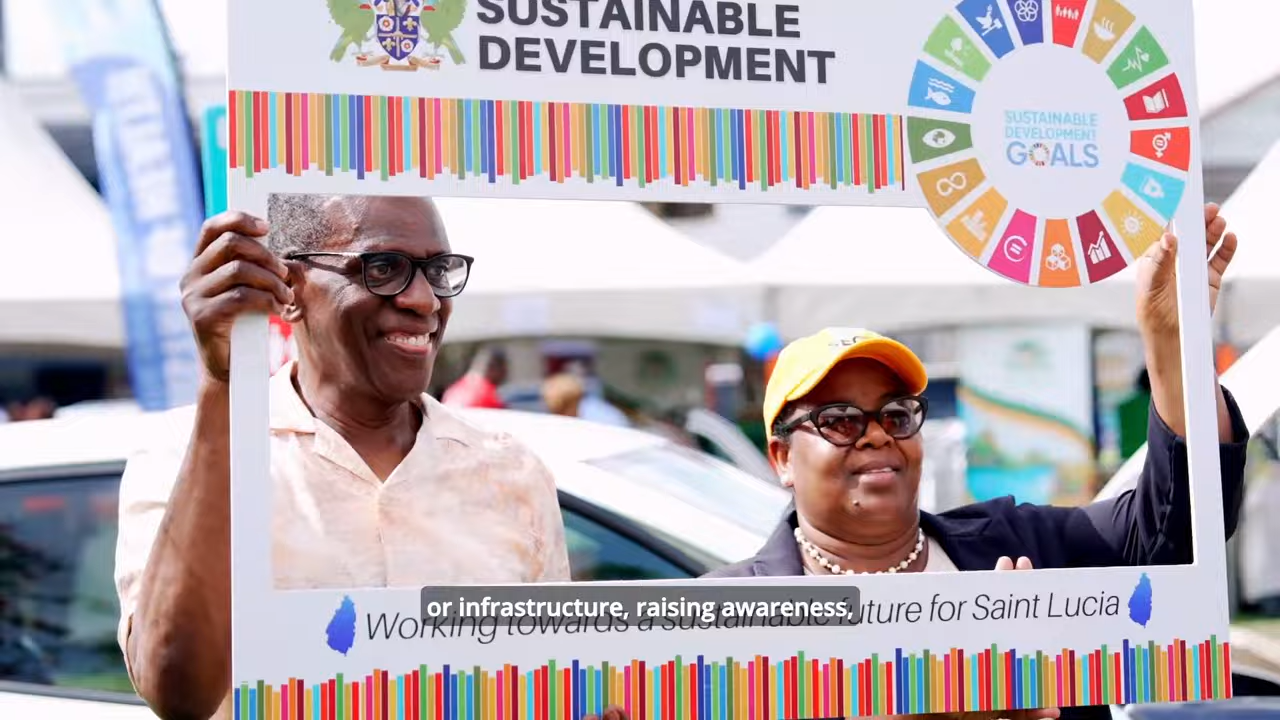 SUSTAINABLE
DEVELOPMENT
SUSTAINABLE
DEVELOPMENT
GOALS
or infrastructure, raising awareness,
Working towards a sustainable future for Saint Lucia